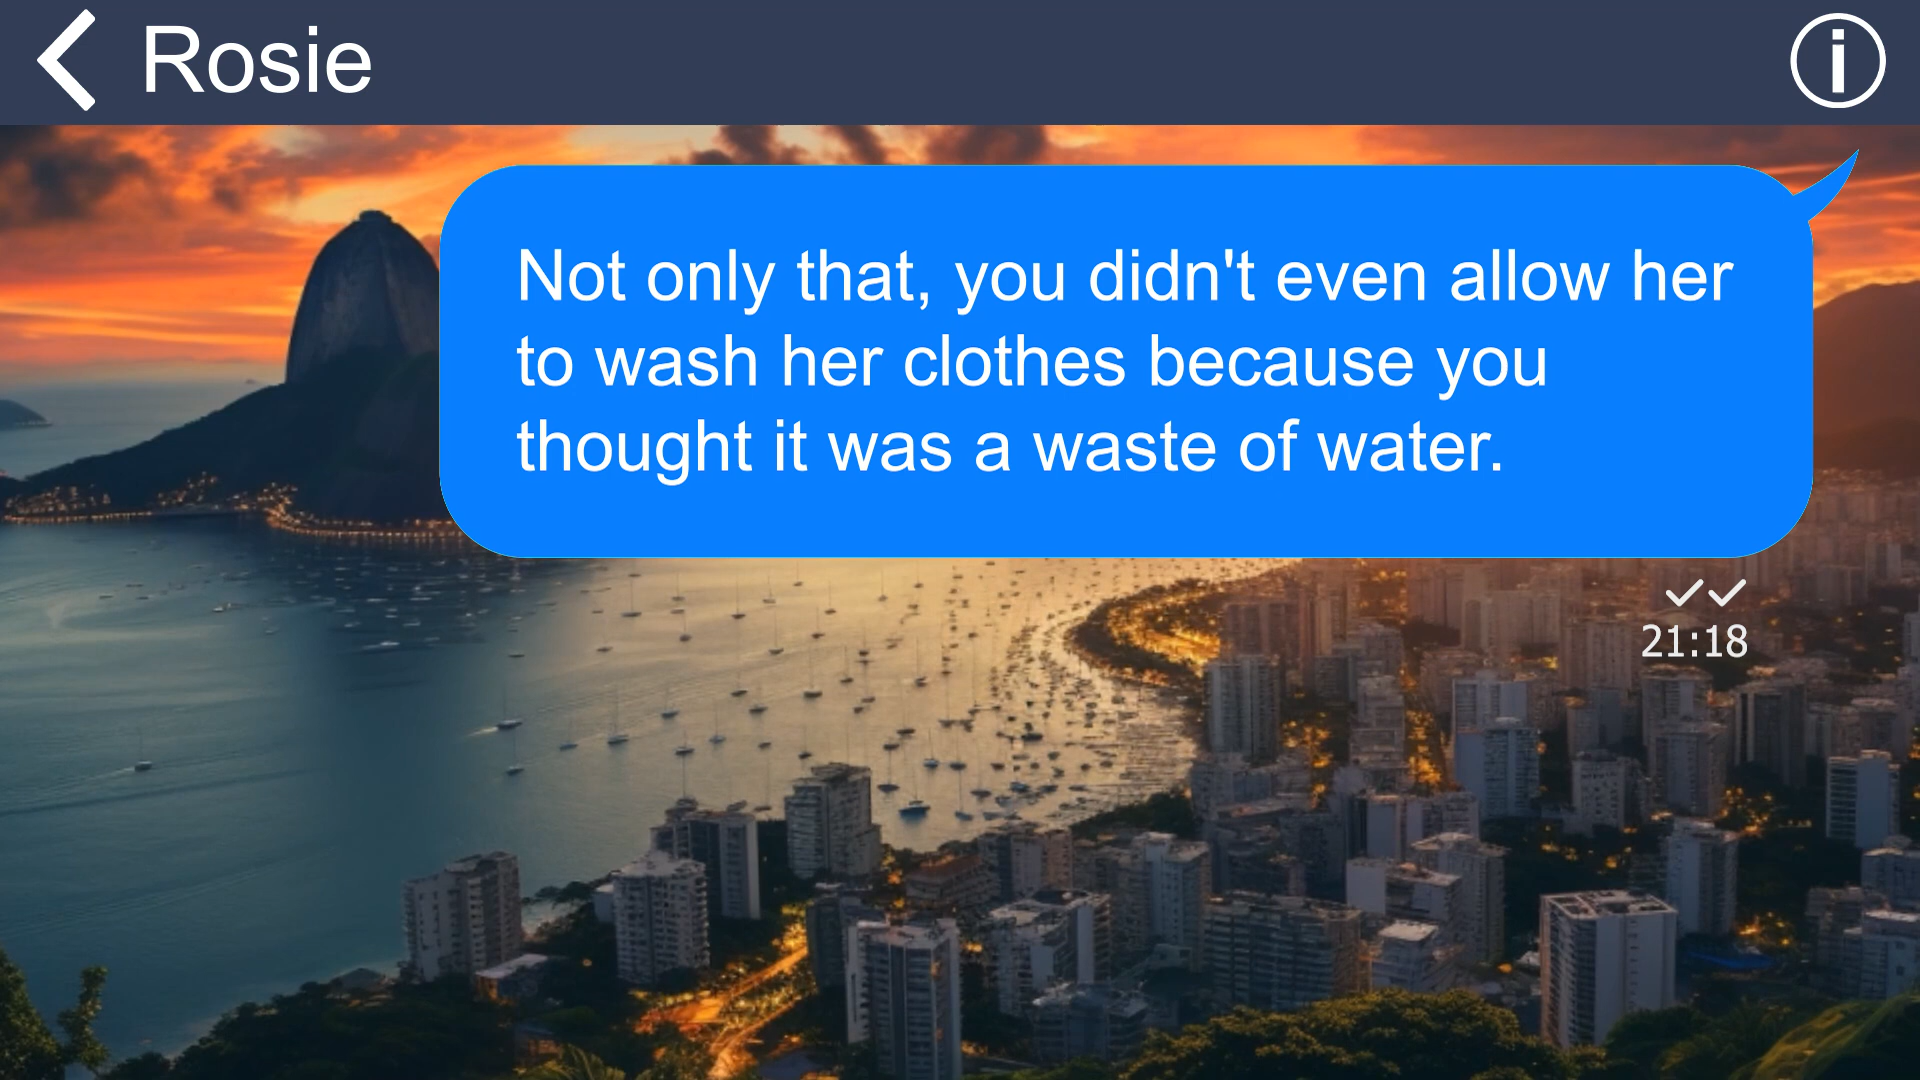 Rosie
Not only that, you didn't even allow her
to wash her clothes because you
thought it was a waste of water.
21:18